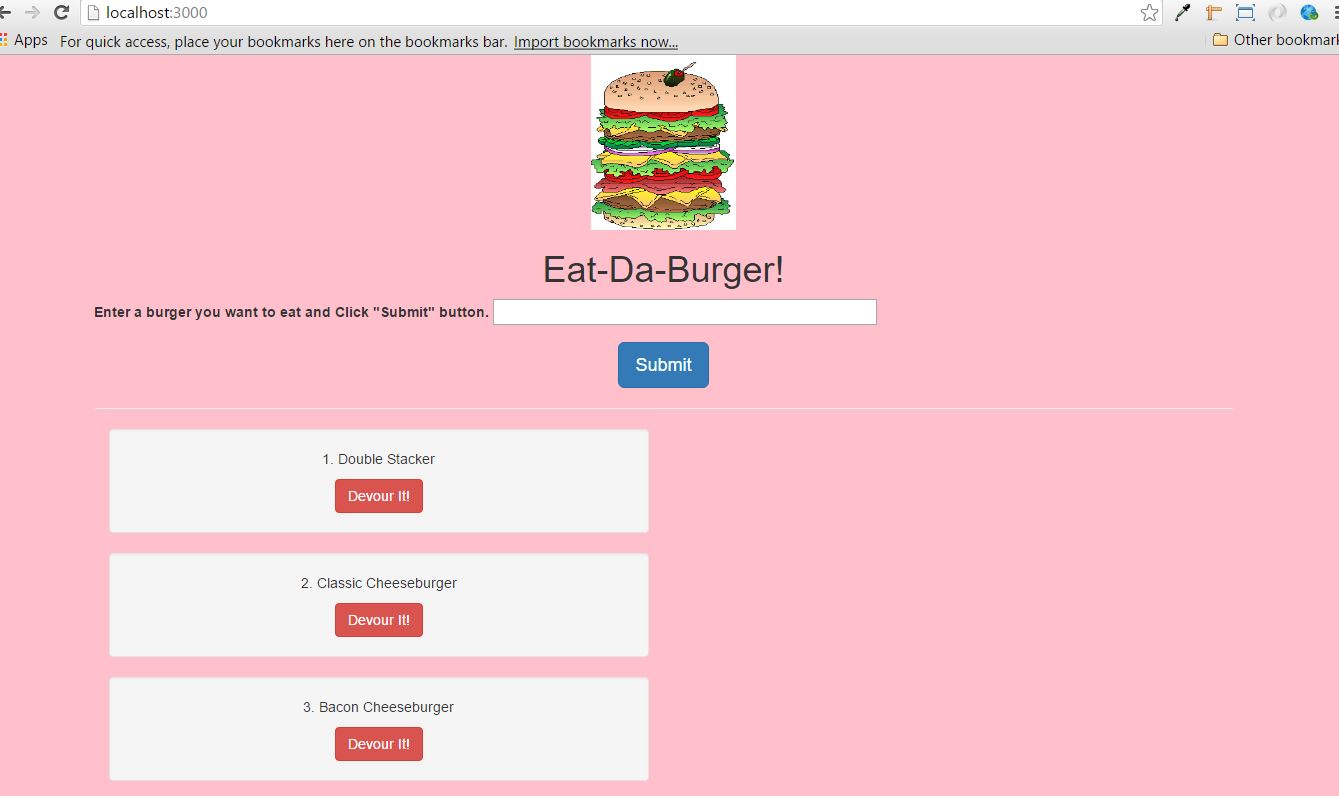 localhost:3000
Apps For quick access, place your bookmarks here on the bookmarks bar. Import bookmarks now... Other bookmark
Eat-Da-Burger!
Enter a burger you want to eat and Click "Submit" button.
Submit
1. Double Stacker
Devour It!
2. Classic Cheeseburger
Devour It!
3. Bacon Cheeseburger
Devour It!